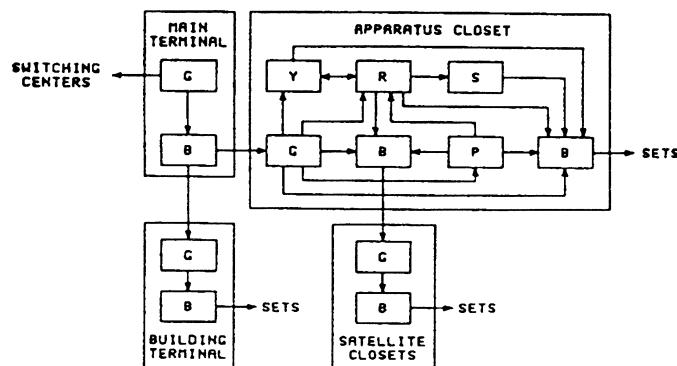 MAIN
TERMINAL
APPARATUS CLOSET
SWITCHING
CENTERS
G
Y
R
S
B
G
B
P
B
SETS
G
B
SETS
BUILDING
TERMINAL
G
B
SETS
SATELLITE
CLOSETS